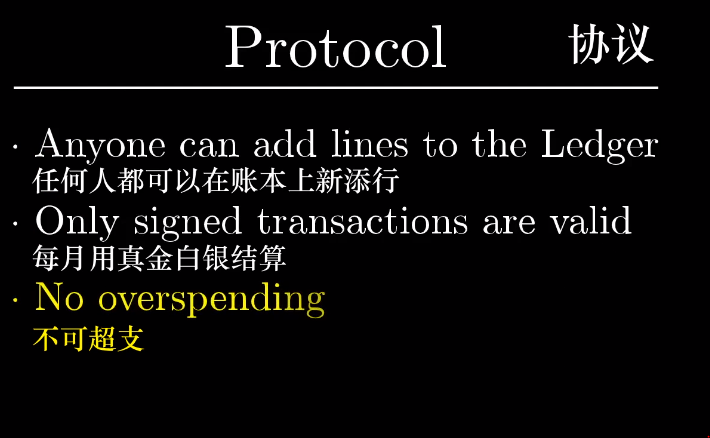 Protocol 协议
· Anyone can add lines to the Ledger
任何人都可以在账本上新添行
· Only signed transactions are valid
每月用真金白银结算
· No overspending
不可超支